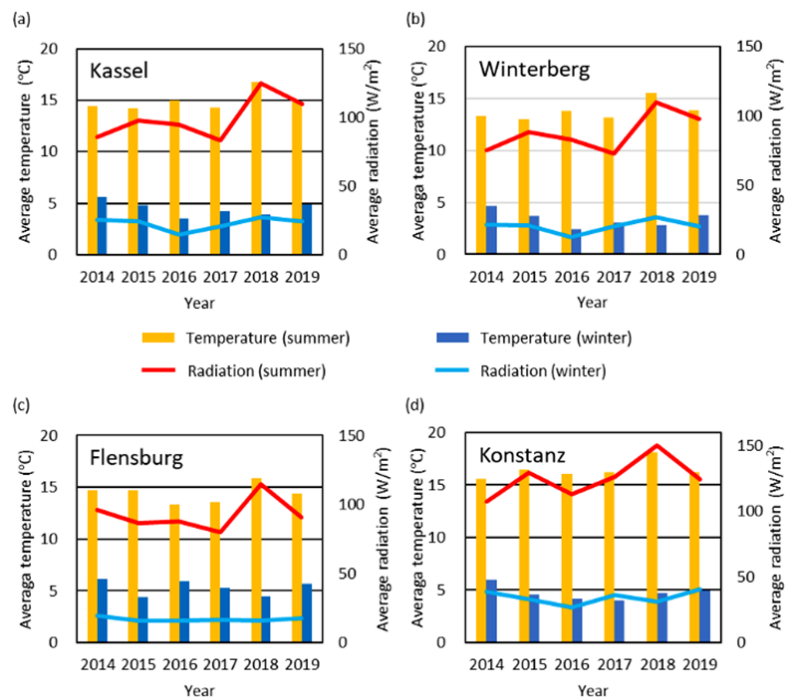 (a) (b)
Kassel Winterberg
Average temperature (°C)
20
15
10
5
0
150
100
50
0
Average radiation (W/m²)
2014 2015 2016 2017 2018 2019
Year
Averaga temperature (°C)
20
15
10
5
0
150
100
50
0
Average radiation (W/m²)
2014 2015 2016 2017 2018 2019
Year
Temperature (summer) Temperature (winter)
Radiation (summer) Radiation (winter)
(c) (d)
Flensburg Konstanz
Averaga temperature (°C)
20
15
10
5
0
150
100
50
0
Average radiation (W/m²)
2014 2015 2016 2017 2018 2019
Year
Averaga temperature (°C)
20
15
10
5
0
150
100
50
0
Average radiation (W/m²)
2014 2015 2016 2017 2018 2019
Year